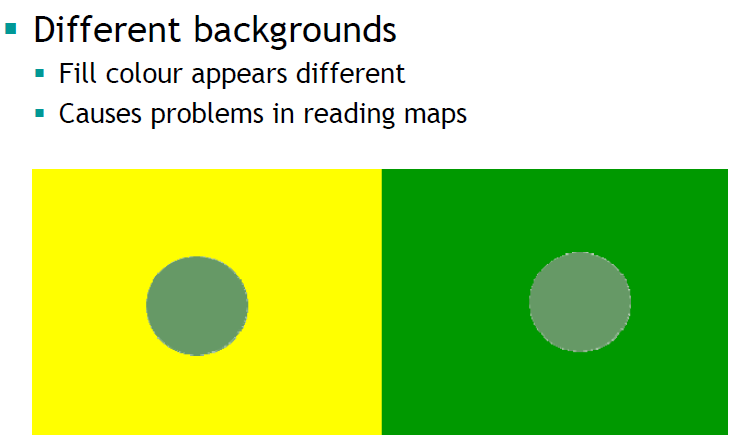 Different backgrounds
Fill colour appears different
Causes problems in reading maps